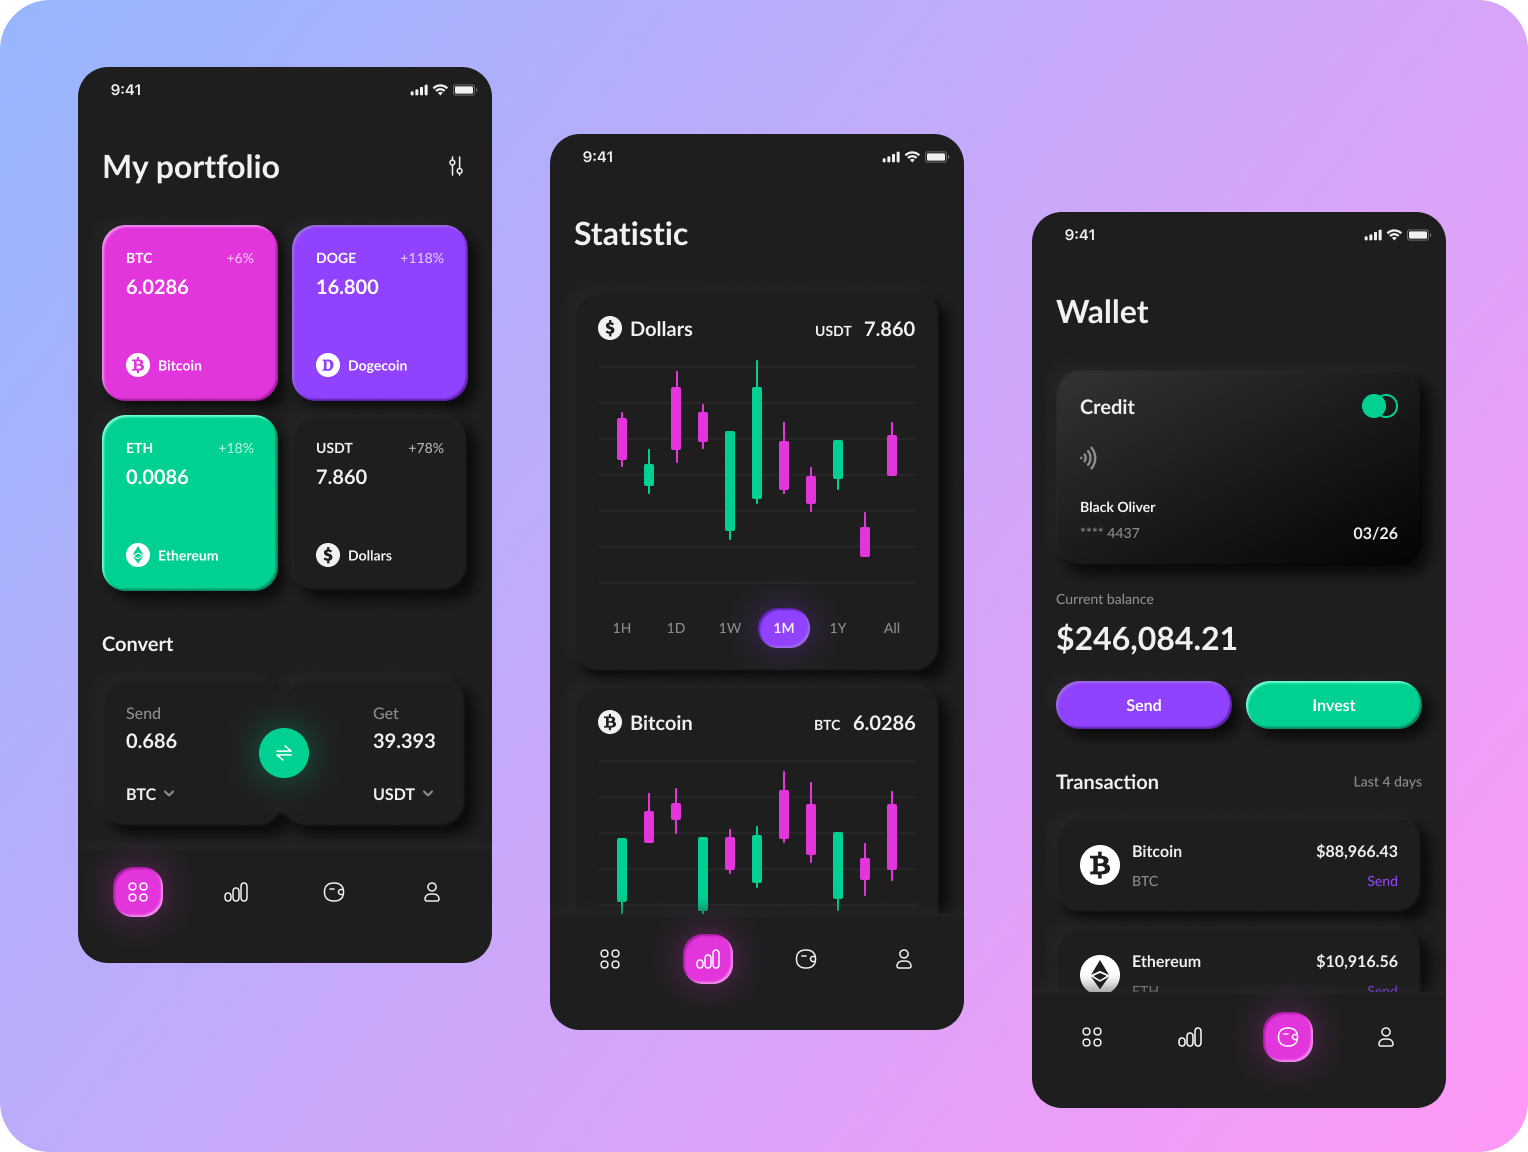 9:41
My portfolio
BTC +6%
6.0286
Bitcoin
DOGE +118%
16.800
Dogecoin
ETH +18%
0.0086
Ethereum
USDT +78%
7.860
Dollars
Convert
Send
0.686
BTC
Get
39.393
USDT
9:41
Statistic
Dollars USDT 7.860
1H 1D 1W 1M 1Y All
Bitcoin BTC 6.0286
9:41
Wallet
Credit
Black Oliver
**** 4437 03/26
Current balance
$246,084.21
Send Invest
Transaction Last 4 days
Bitcoin $88,966.43
BTC Send
Ethereum $10,916.56
ETH Send